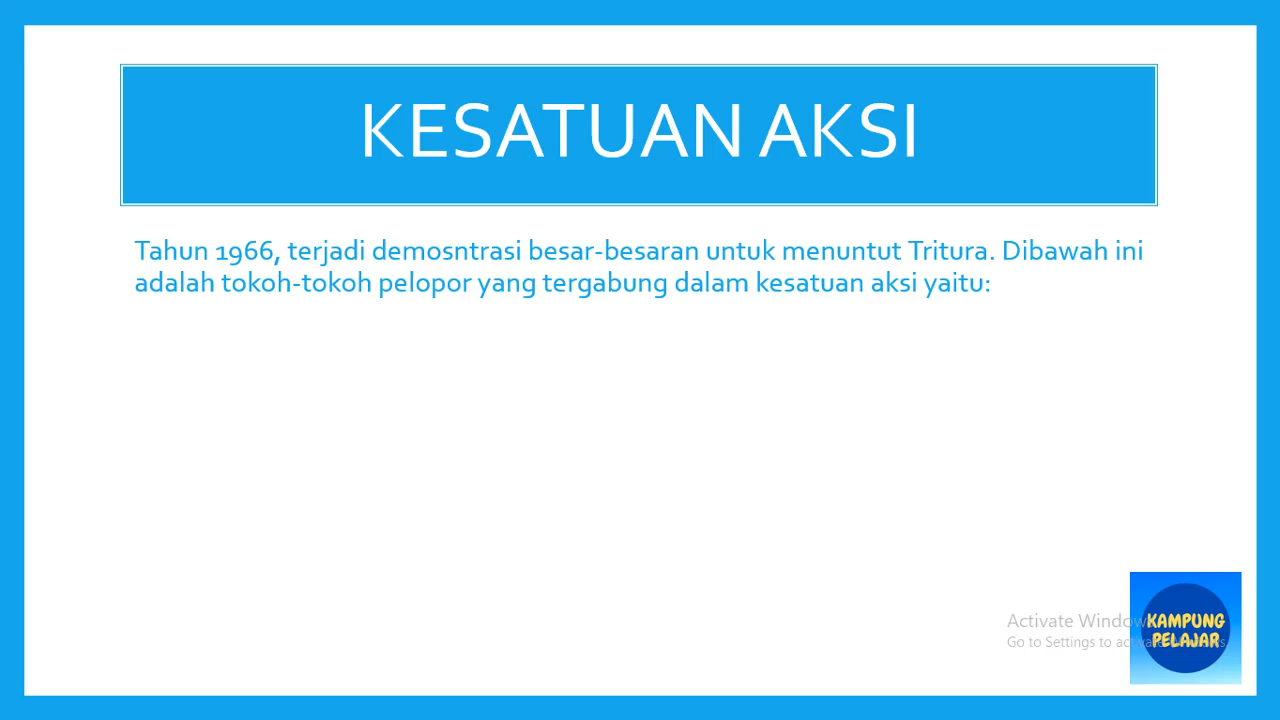 KESATUAN AKSI
Tahun 1966, terjadi demosntrasi besar-besaran untuk menuntut Tritura. Dibawah ini
adalah tokoh-tokoh pelopor yang tergabung dalam kesatuan aksi yaitu:
Activate Window
Go to Settings to
KAMPUNG
PELAJAR